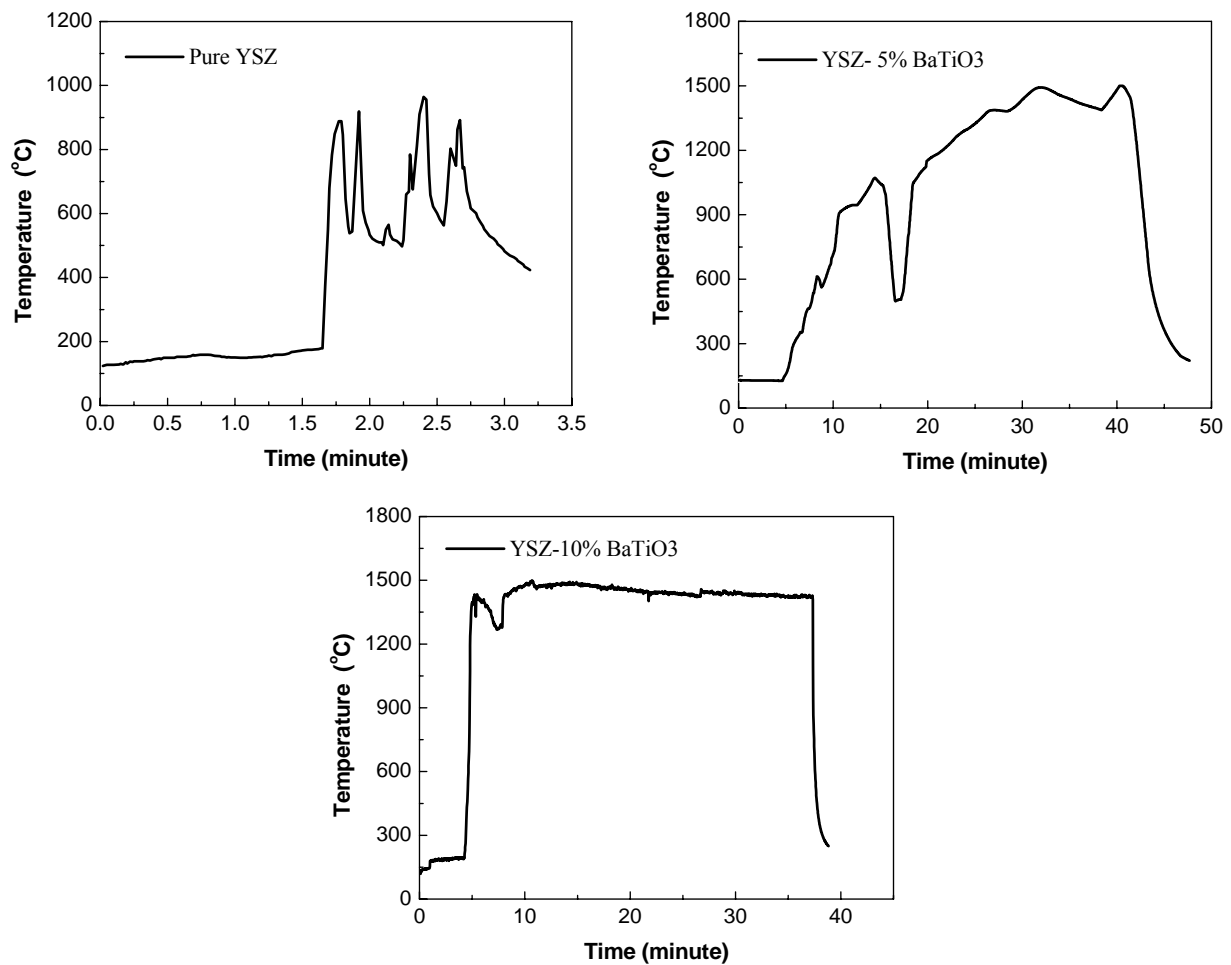 1200
1000
800
600
400
200
0
Temperature (°C)
Pure YSZ
0.0 0.5 1.0 1.5 2.0 2.5 3.0 3.5
Time (minute)
1800
1500
1200
900
600
300
0
Temperature (°C)
YSZ- 5% BaTiO3
0 10 20 30 40 50
Time (minute)
1800
1500
1200
900
600
300
0
Temperature (°C)
YSZ-10% BaTiO3
0 10 20 30 40
Time (minute)